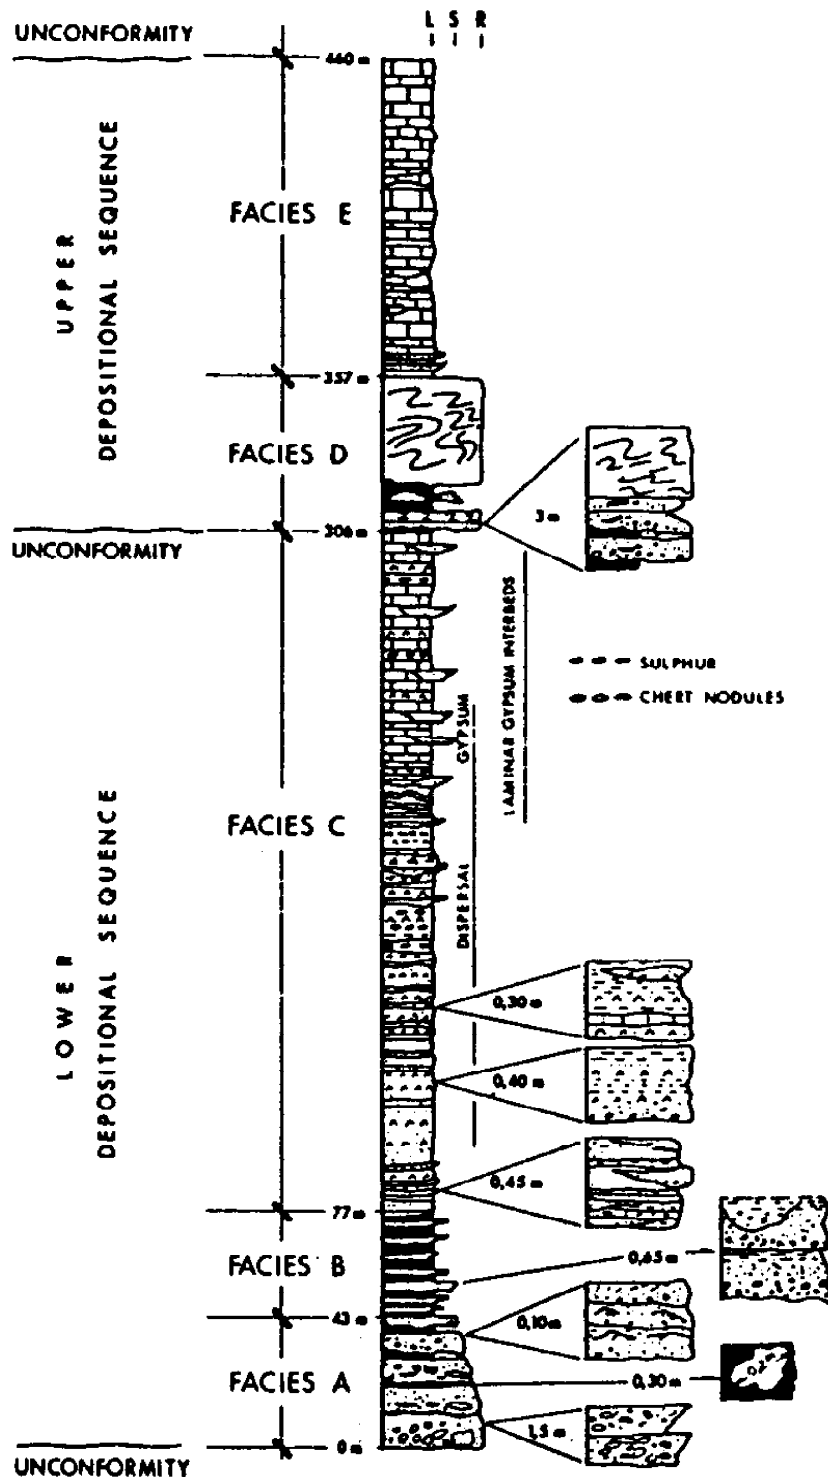 L S R
UNCONFORMITY
460 m
UPPER
DEPOSITIONAL SEQUENCE
FACIES E
357 m
FACIES D
3 m
306 m
UNCONFORMITY
LAMINAR GYPSUM INTERBEDS
SULPHUR
CHERT NODULES
DISPERSAL GYPSUM
LOWER
DEPOSITIONAL SEQUENCE
FACIES C
0,30 m
0,40 m
0,45 m
77 m
FACIES B
0,65 m
43 m
0,10 m
FACIES A
0,30 m
1,5 m
0 m
UNCONFORMITY